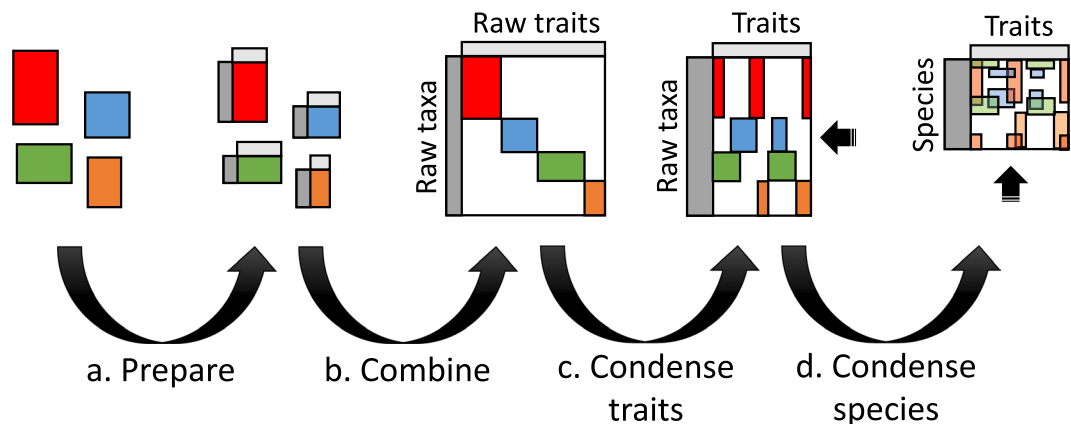 Raw traits
Raw taxa
Traits
Raw taxa
Traits
Species
a. Prepare
b. Combine
c. Condense
traits
d. Condense
species